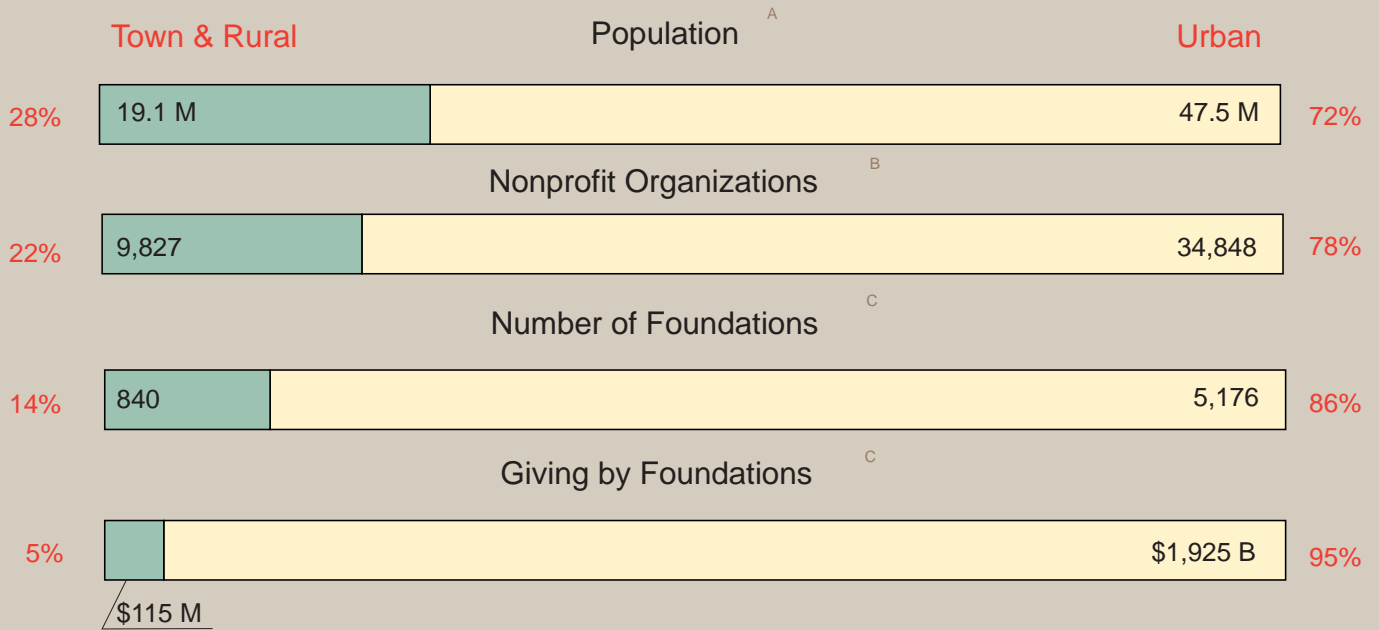 Town & Rural Population A Urban
28% 19.1 M 47.5 M 72%
Nonprofit Organizations B
22% 9,827 34,848 78%
Number of Foundations C
14% 840 5,176 86%
Giving by Foundations C
5% $1,925 B 95%
$115 M